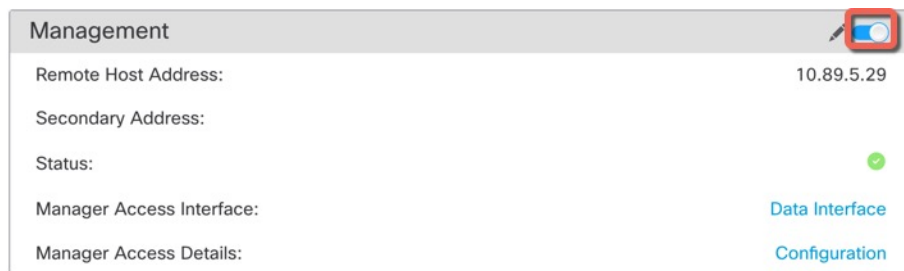 Management
Remote Host Address: 10.89.5.29
Secondary Address:
Status:
Manager Access Interface: Data Interface
Manager Access Details: Configuration